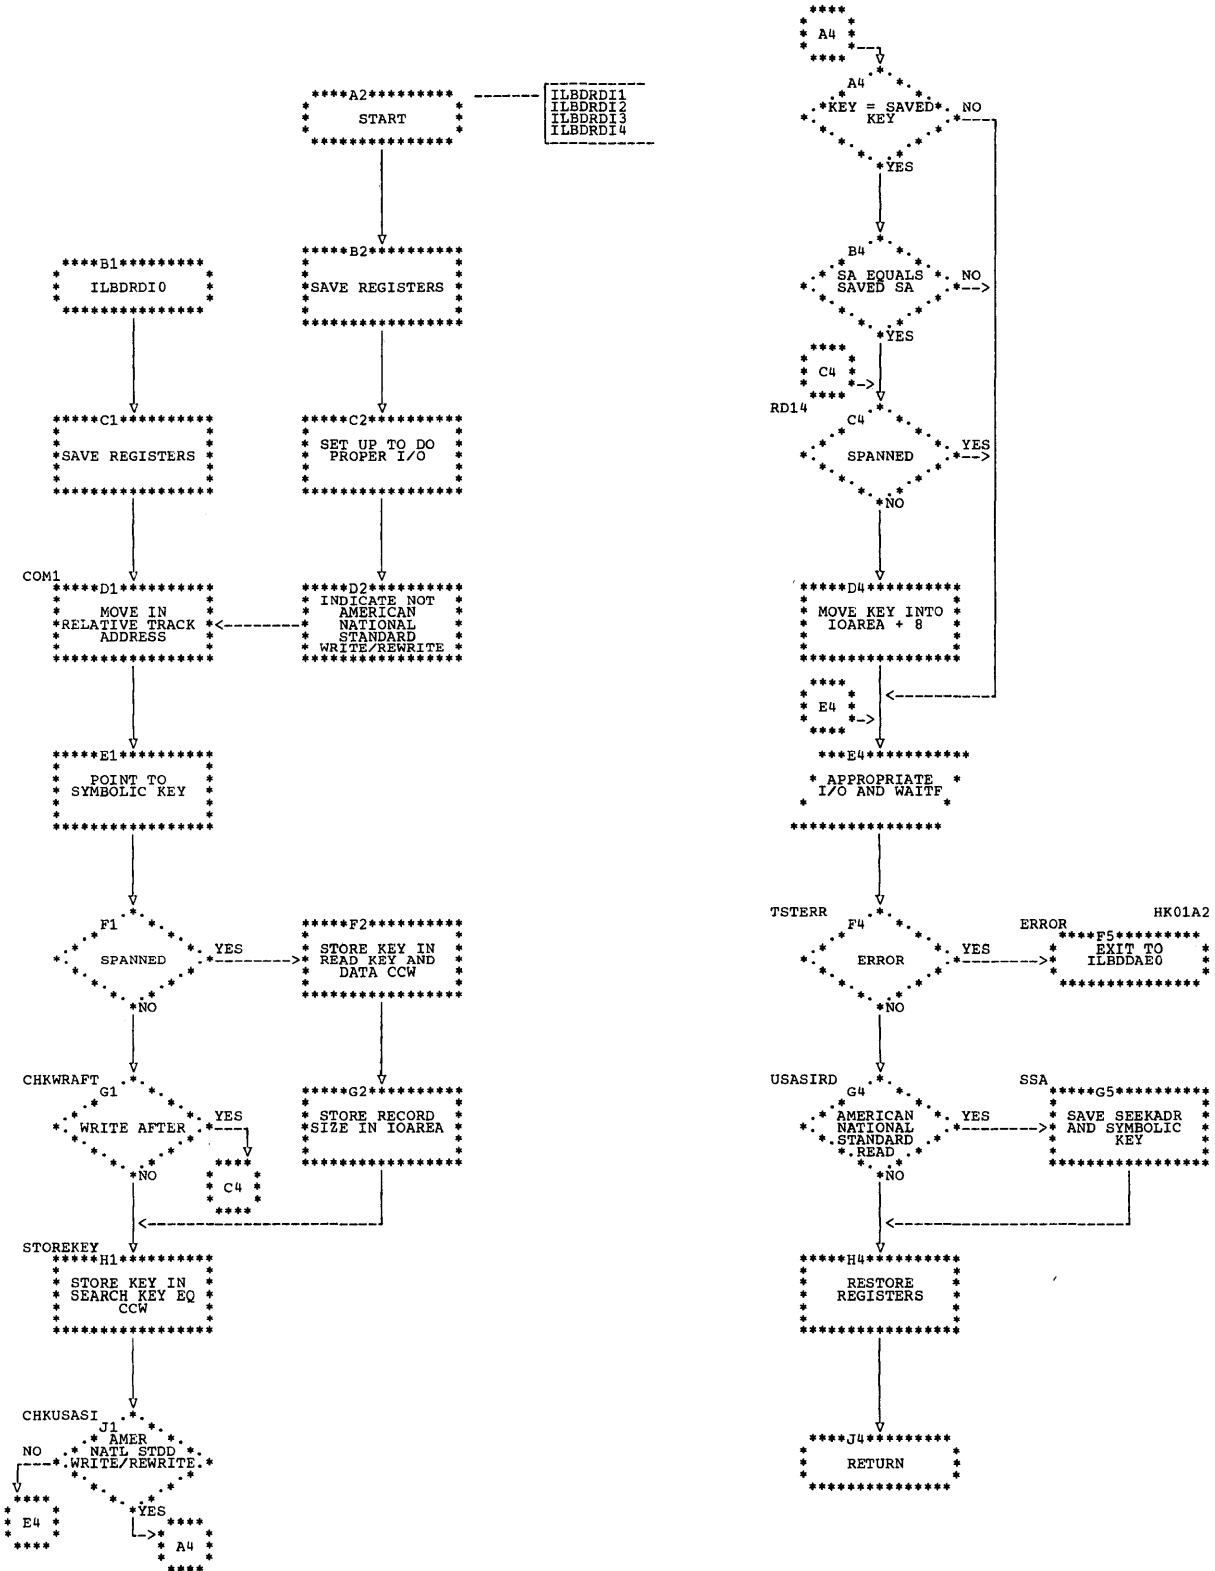 A2
START
ILBDRDI1
ILBDRDI2
ILBDRDI3
ILBDRDI4
B1
ILBDRDI0
B2
SAVE REGISTERS
C1
SAVE REGISTERS
C2
SET UP TO DO
PROPER I/O
COM1
D1
MOVE IN
RELATIVE TRACK
ADDRESS
D2
INDICATE NOT
AMERICAN
NATIONAL
STANDARD
WRITE/REWRITE
E1
POINT TO
SYMBOLIC KEY
F1
SPANNED
YES
NO
F2
STORE KEY IN
READ KEY AND
DATA CCW
CHKWRAFT
G1
WRITE AFTER
YES
NO
C4
G2
STORE RECORD
SIZE IN IOAREA
STOREKEY
H1
STORE KEY IN
SEARCH KEY EQ
CCW
CHKUSASI
J1
AMER
NATL STDD
WRITE/REWRITE
NO
YES
E4
A4
A4
A4
KEY = SAVED
KEY
NO
YES
B4
SA EQUALS
SAVED SA
NO
YES
C4
RD14
C4
SPANNED
YES
NO
D4
MOVE KEY INTO
IOAREA + 8
E4
E4
APPROPRIATE
I/O AND WAITF
TSTERR
F4
ERROR
YES
NO
ERROR
HK01A2
F5
EXIT TO
ILBDDAE0
USASIRD
G4
AMERICAN
NATIONAL
STANDARD
READ
YES
NO
SSA
G5
SAVE SEEKADR
AND SYMBOLIC
KEY
H4
RESTORE
REGISTERS
J4
RETURN